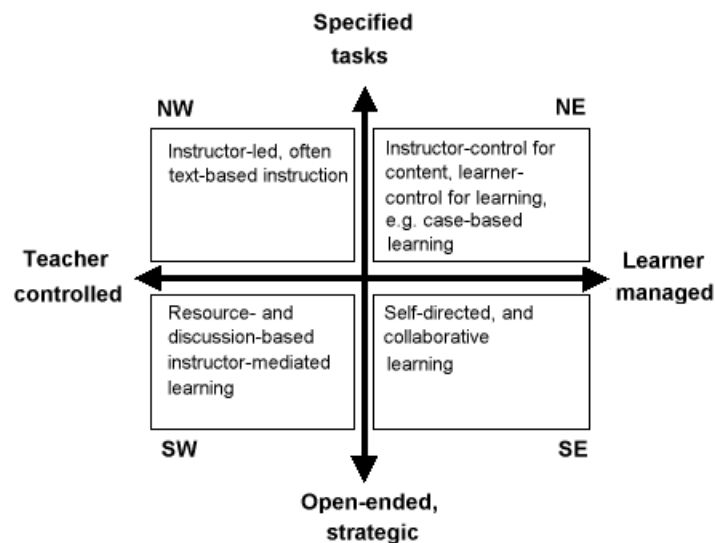 Specified
tasks
NW
NE
Instructor-led, often
text-based instruction
Instructor-control for
content, learner-
control for learning,
e.g. case-based
learning
Teacher
controlled
Learner
managed
Resource- and
discussion-based
instructor-mediated
learning
Self-directed, and
collaborative
learning
SW
SE
Open-ended,
strategic